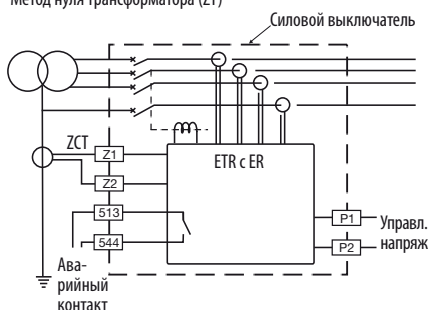 Метод нуля трансформатора (ZT)
Силовой выключатель
ZCT
Z1
ETR с ER
Z2
513
P1
Управл.
544
P2
напряж
Ава-
рийный
контакт